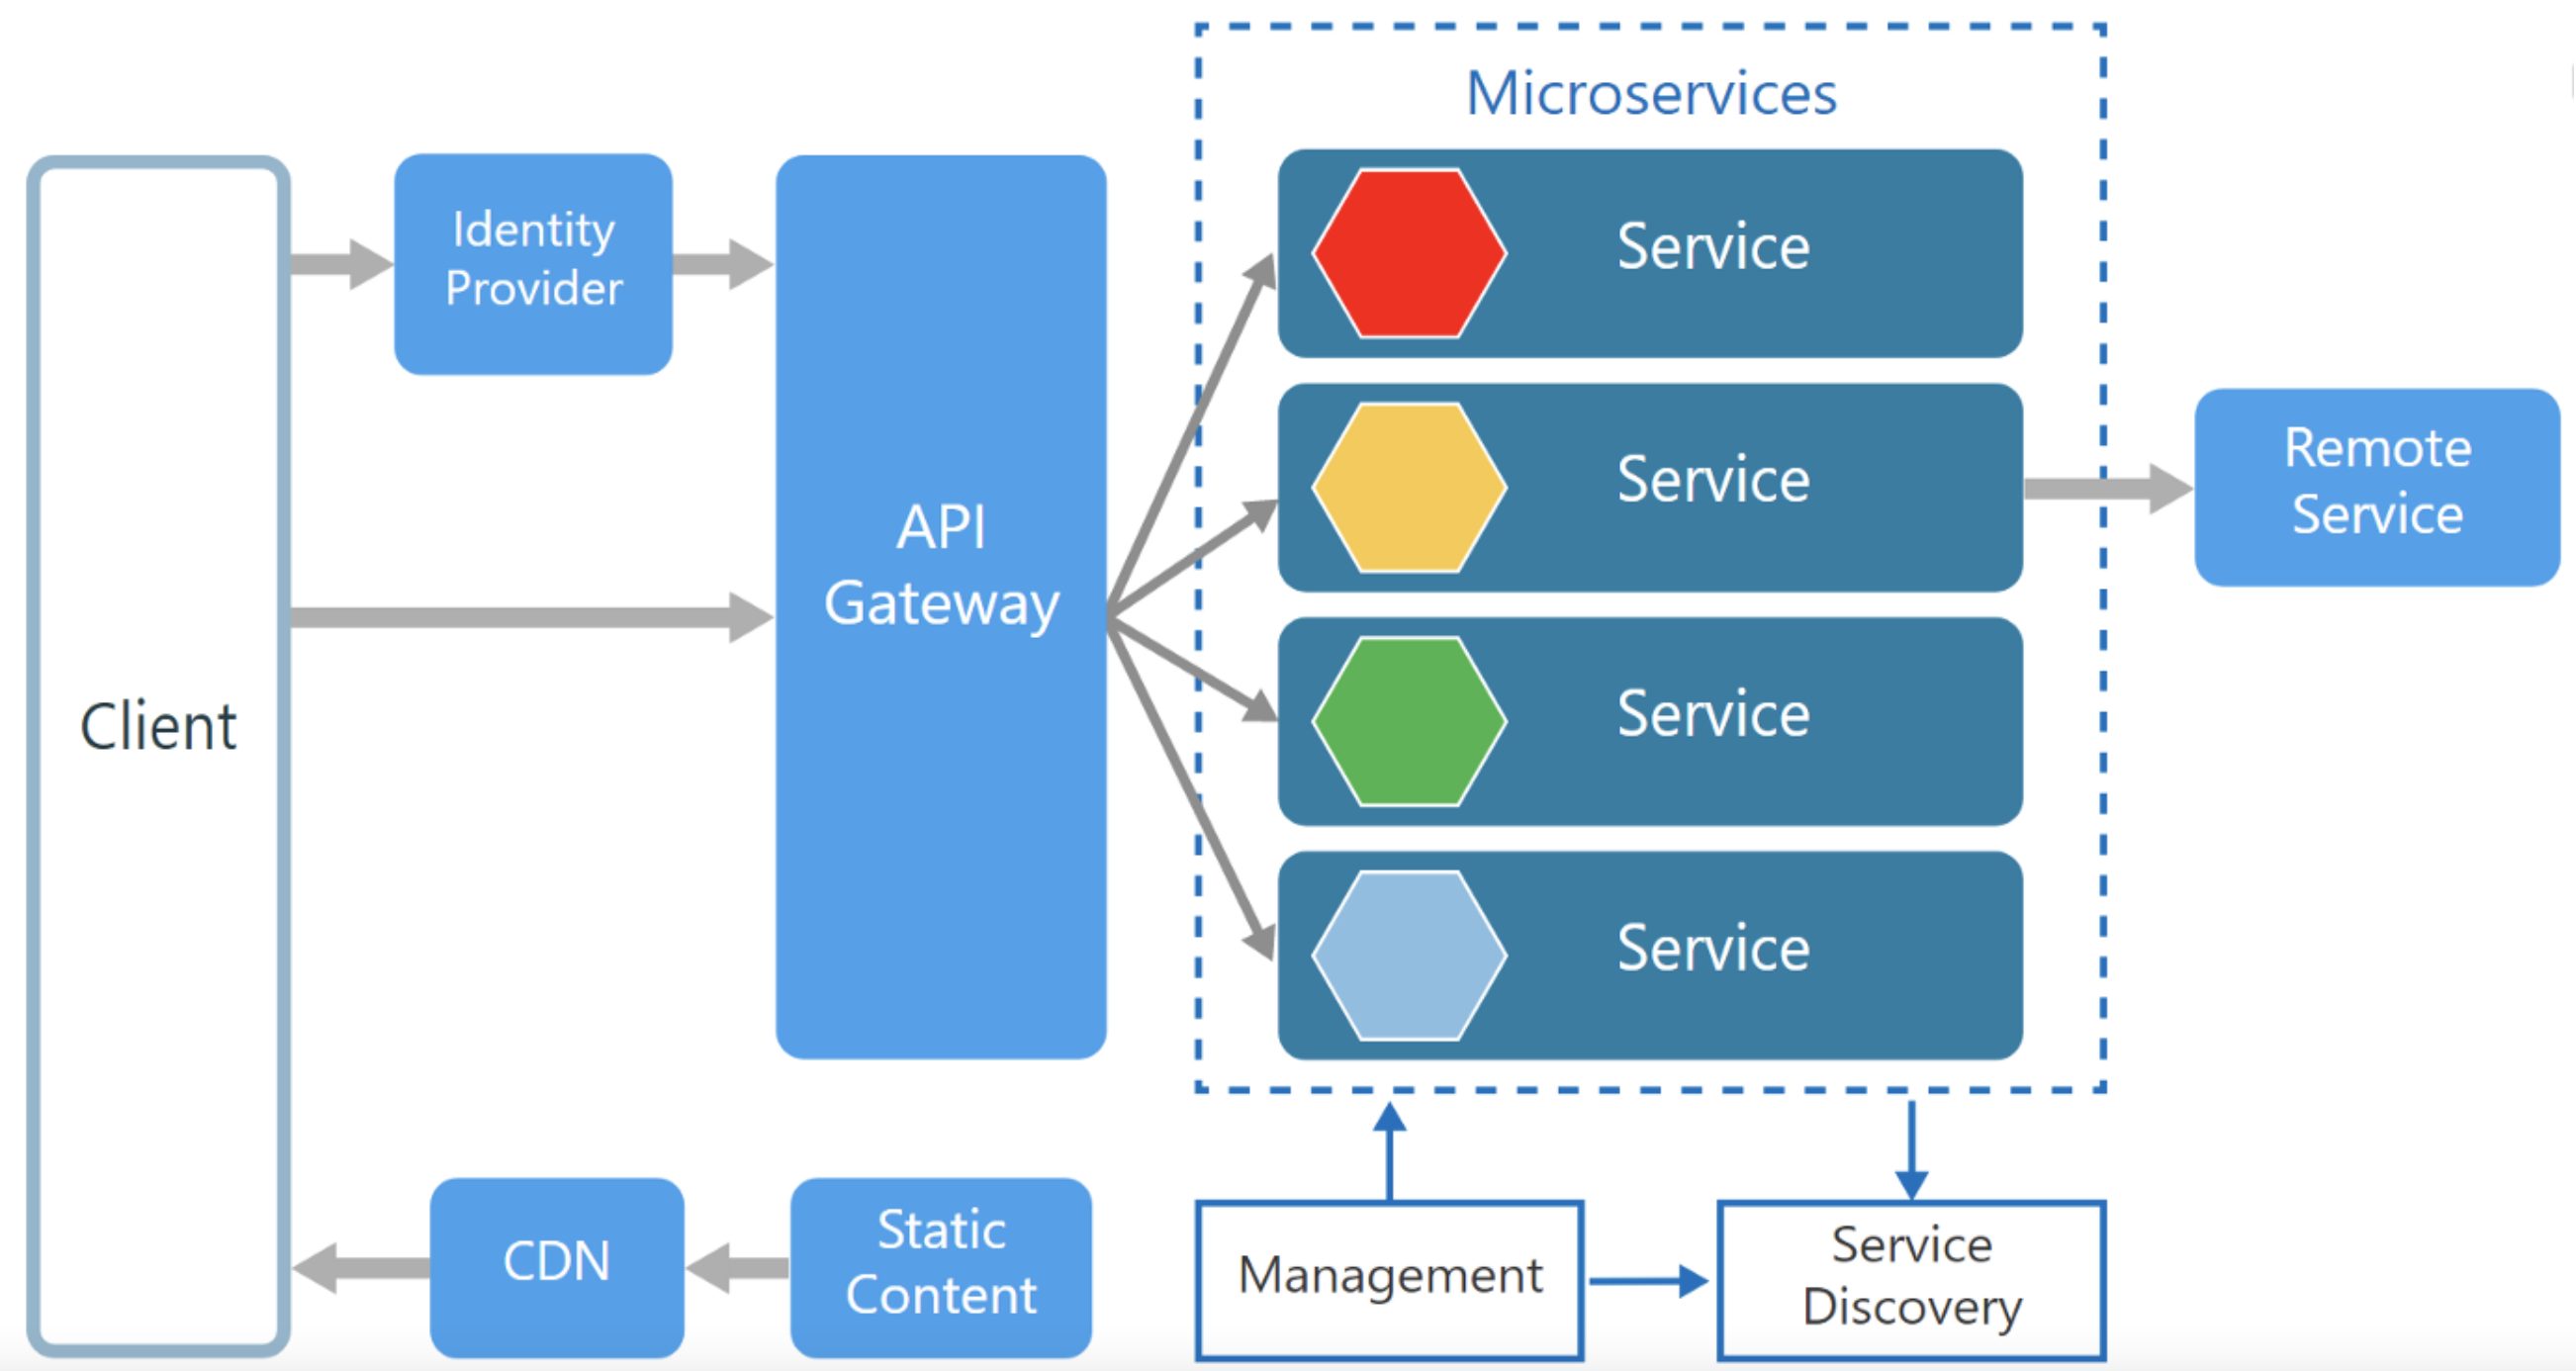 Microservices
Identity
Provider
Service
API
Gateway
Service
Remote
Service
Client
Service
Service
CDN
Static
Content
Management
Service
Discovery